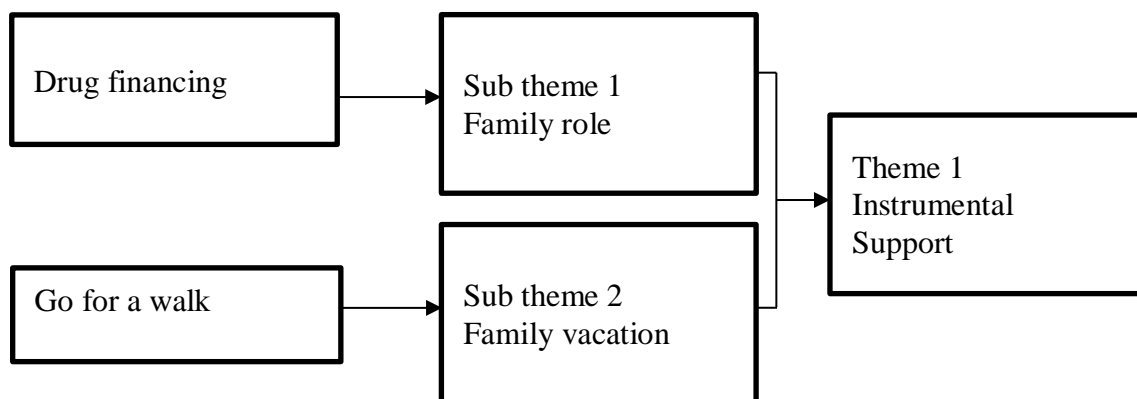 Drug financing
Sub theme 1
Family role
Theme 1
Instrumental
Support
Go for a walk
Sub theme 2
Family vacation